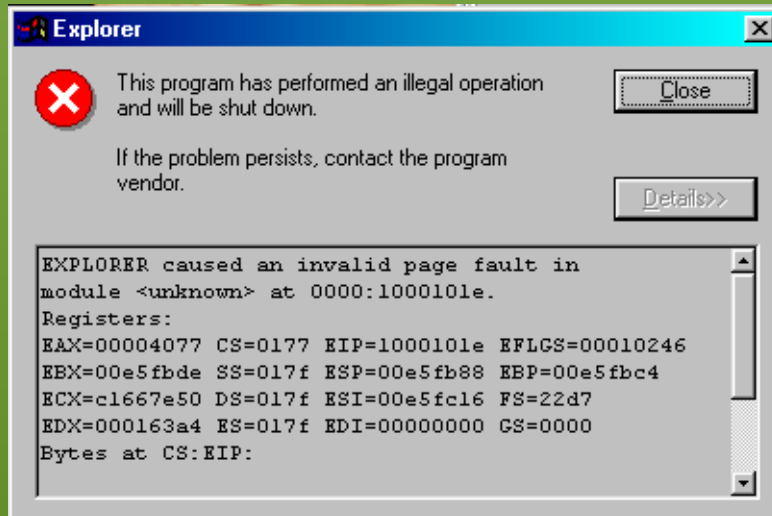 Explorer
This program has performed an illegal operation
and will be shut down.
If the problem persists, contact the program
vendor.
Close
Details>>
EXPLORER caused an invalid page fault in
module <unknown> at 0000:1000101e.
Registers:
EAX=00004077 CS=0177 EIP=1000101e EFLGS=00010246
EBX=00e5fbde SS=017f ESP=00e5fb88 EBP=00e5fbc4
ECX=c1667e50 DS=017f ESI=00e5fc16 FS=22d7
EDX=000163a4 ES=017f EDI=00000000 GS=0000
Bytes at CS:EIP: